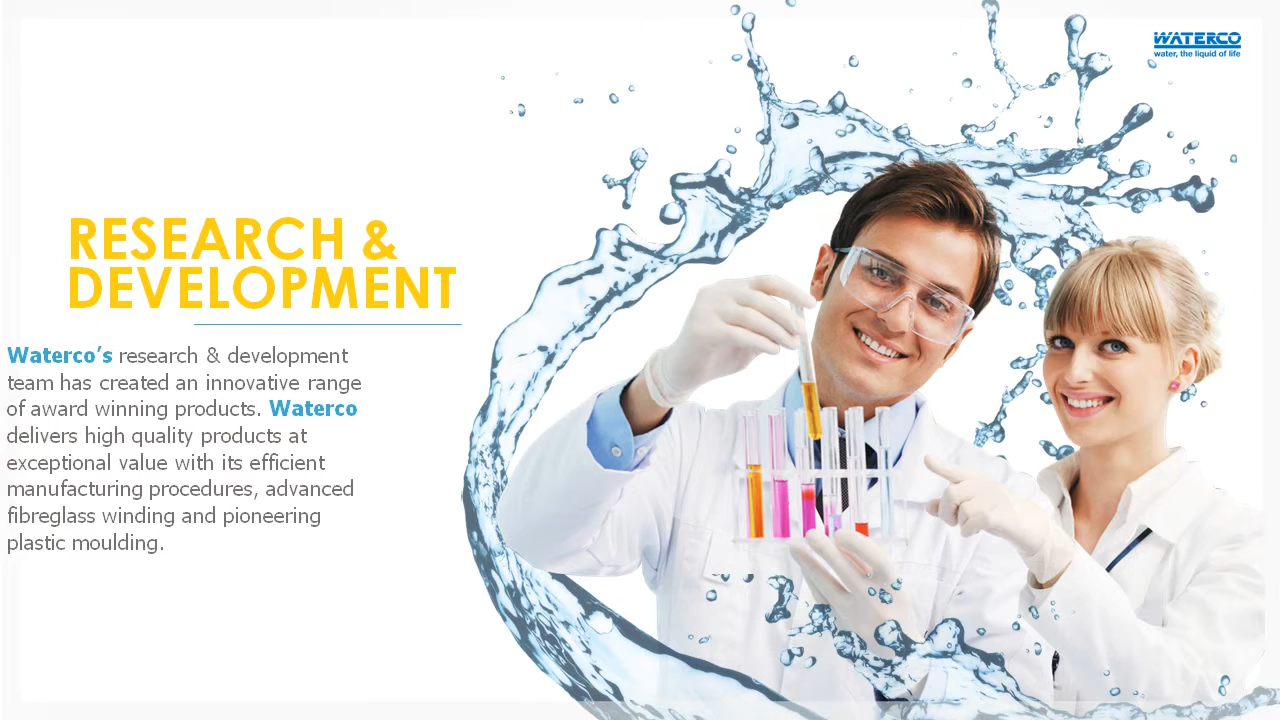 WATERCO
water, the liquid of life
RESEARCH &
DEVELOPMENT
Waterco’s research & development
team has created an innovative range
of award winning products. Waterco
delivers high quality products at
exceptional value with its efficient
manufacturing procedures, advanced
fibreglass winding and pioneering
plastic moulding.